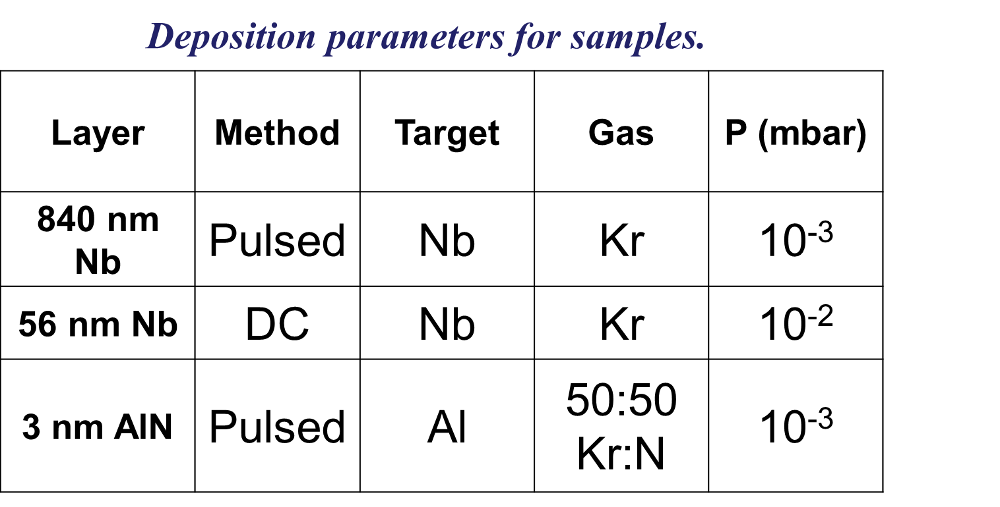 Deposition parameters for samples.
Layer Method Target Gas P (mbar)
840 nm
Nb
Pulsed Nb Kr 10⁻³
56 nm Nb DC Nb Kr 10⁻²
3 nm AlN Pulsed Al
50:50
Kr:N
10⁻³